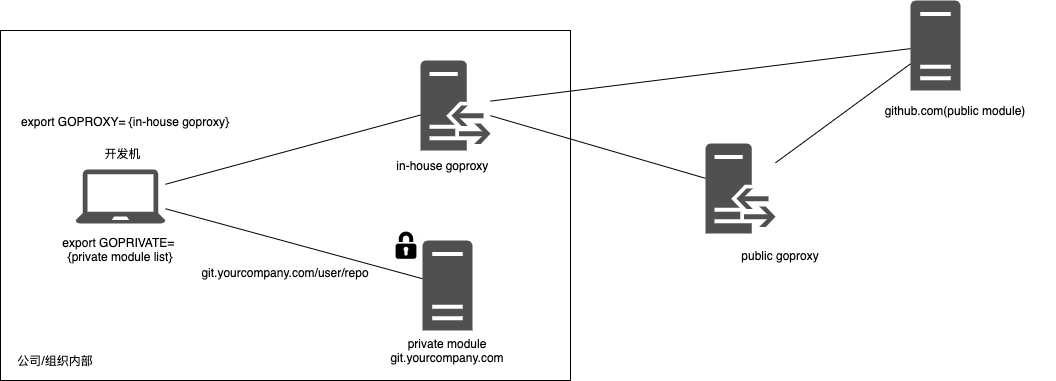 export GOPROXY= {in-house goproxy}
开发机
export GOPRIVATE=
{private module list}
git.yourcompany.com/user/repo
in-house goproxy
private module
git.yourcompany.com
公司/组织内部
github.com(public module)
public goproxy